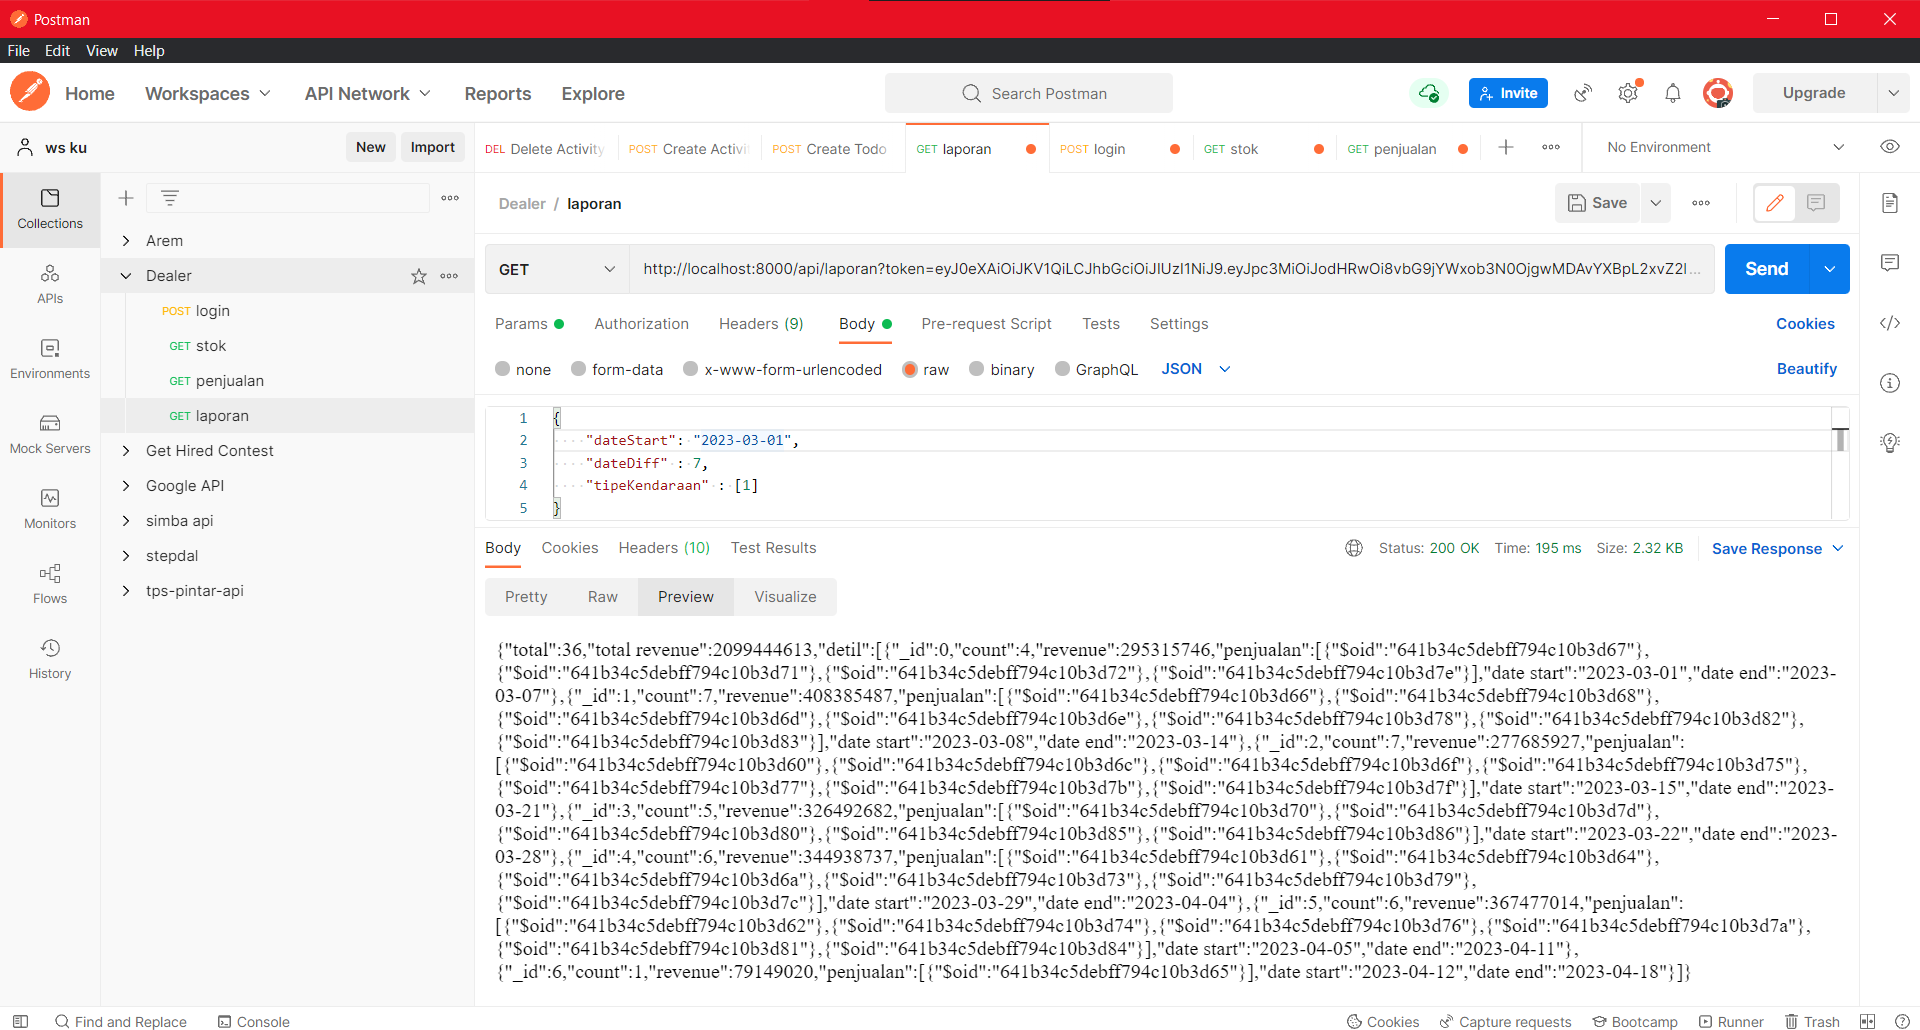 Postman
File Edit View Help
Home Workspaces API Network Reports Explore Search Postman Invite Upgrade
ws ku New Import
DEL Delete Activity POST Create Activi POST Create Todo GET laporan POST login GET stok GET penjualan No Environment
Collections
APIs
Environments
Mock Servers
Monitors
Flows
History
Arem
Dealer
POST login
GET stok
GET penjualan
GET laporan
Get Hired Contest
Google API
simba api
stepdal
tps-pintar-api
Dealer / laporan Save
GET http://localhost:8000/api/laporan?token=eyJ0eXAiOiJKV1QiLCJhbGciOiJIUzI1NiJ9.eyJpc3MiOiJodHRwOi8vbG9jYWxob3N0OjgwMDAvYXBpL2xvZ2l... Send
Params Authorization Headers (9) Body Pre-request Script Tests Settings Cookies
none form-data x-www-form-urlencoded raw binary GraphQL JSON Beautify
1 {
2 "dateStart": "2023-03-01",
3 "dateDiff" : 7,
4 "tipeKendaraan" : [1]
5 }
Body Cookies Headers (10) Test Results Status: 200 OK Time: 195 ms Size: 2.32 KB Save Response
Pretty Raw Preview Visualize
{"total":36,"total revenue":2099444613,"detil":[{"_id":0,"count":4,"revenue":295315746,"penjualan":[{"$oid":"641b34c5debff794c10b3d67"},
{"$oid":"641b34c5debff794c10b3d71"},{"$oid":"641b34c5debff794c10b3d72"},{"$oid":"641b34c5debff794c10b3d7e"}],"date start":"2023-03-01","date end":"2023-
03-07"},{"_id":1,"count":7,"revenue":408385487,"penjualan":[{"$oid":"641b34c5debff794c10b3d66"},{"$oid":"641b34c5debff794c10b3d68"},
{"$oid":"641b34c5debff794c10b3d6d"},{"$oid":"641b34c5debff794c10b3d6e"},{"$oid":"641b34c5debff794c10b3d78"},{"$oid":"641b34c5debff794c10b3d82"},
{"$oid":"641b34c5debff794c10b3d83"}],"date start":"2023-03-08","date end":"2023-03-14"},{"_id":2,"count":7,"revenue":277685927,"penjualan":
[{"$oid":"641b34c5debff794c10b3d60"},{"$oid":"641b34c5debff794c10b3d6c"},{"$oid":"641b34c5debff794c10b3d6f"},{"$oid":"641b34c5debff794c10b3d75"},
{"$oid":"641b34c5debff794c10b3d77"},{"$oid":"641b34c5debff794c10b3d7b"},{"$oid":"641b34c5debff794c10b3d7f"}],"date start":"2023-03-15","date end":"2023-
03-21"},{"_id":3,"count":5,"revenue":326492682,"penjualan":[{"$oid":"641b34c5debff794c10b3d70"},{"$oid":"641b34c5debff794c10b3d7d"},
{"$oid":"641b34c5debff794c10b3d80"},{"$oid":"641b34c5debff794c10b3d85"},{"$oid":"641b34c5debff794c10b3d86"}],"date start":"2023-03-22","date end":"2023-
03-28"},{"_id":4,"count":6,"revenue":344938737,"penjualan":[{"$oid":"641b34c5debff794c10b3d61"},{"$oid":"641b34c5debff794c10b3d64"},
{"$oid":"641b34c5debff794c10b3d6a"},{"$oid":"641b34c5debff794c10b3d73"},{"$oid":"641b34c5debff794c10b3d79"},
{"$oid":"641b34c5debff794c10b3d7c"}],"date start":"2023-03-29","date end":"2023-04-04"},{"_id":5,"count":6,"revenue":367477014,"penjualan":
[{"$oid":"641b34c5debff794c10b3d62"},{"$oid":"641b34c5debff794c10b3d74"},{"$oid":"641b34c5debff794c10b3d76"},{"$oid":"641b34c5debff794c10b3d7a"},
{"$oid":"641b34c5debff794c10b3d81"},{"$oid":"641b34c5debff794c10b3d84"}],"date start":"2023-04-05","date end":"2023-04-11"},
{"_id":6,"count":1,"revenue":79149020,"penjualan":[{"$oid":"641b34c5debff794c10b3d65"}],"date start":"2023-04-12","date end":"2023-04-18"}]}
Find and Replace Console Cookies Capture requests Bootcamp Runner Trash